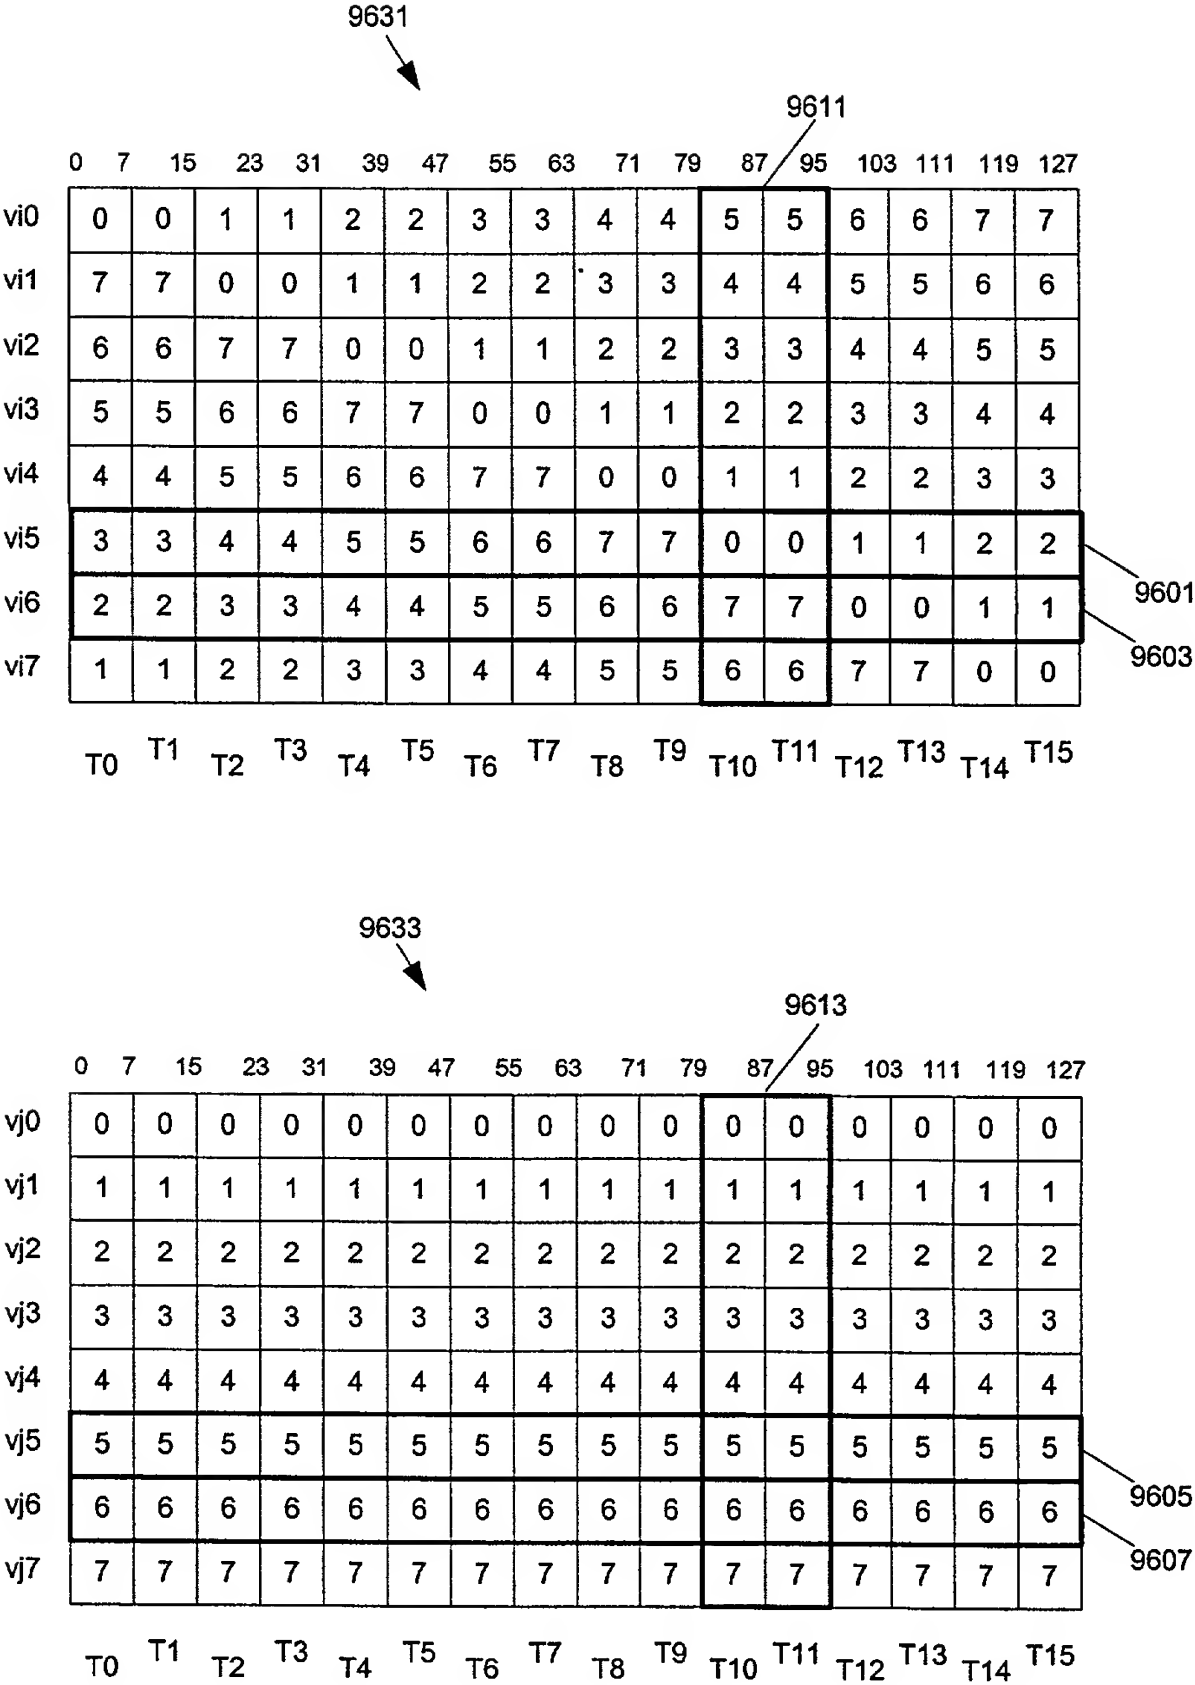 9631
9611
0 7 15 23 31 39 47 55 63 71 79 87 95 103 111 119 127
vi0 0 0 1 1 2 2 3 3 4 4 5 5 6 6 7 7
vi1 7 7 0 0 1 1 2 2 3 3 4 4 5 5 6 6
vi2 6 6 7 7 0 0 1 1 2 2 3 3 4 4 5 5
vi3 5 5 6 6 7 7 0 0 1 1 2 2 3 3 4 4
vi4 4 4 5 5 6 6 7 7 0 0 1 1 2 2 3 3
vi5 3 3 4 4 5 5 6 6 7 7 0 0 1 1 2 2
9601
vi6 2 2 3 3 4 4 5 5 6 6 7 7 0 0 1 1
9603
vi7 1 1 2 2 3 3 4 4 5 5 6 6 7 7 0 0
T0 T1 T2 T3 T4 T5 T6 T7 T8 T9 T10 T11 T12 T13 T14 T15
9633
9613
0 7 15 23 31 39 47 55 63 71 79 87 95 103 111 119 127
vj0 0 0 0 0 0 0 0 0 0 0 0 0 0 0 0 0
vj1 1 1 1 1 1 1 1 1 1 1 1 1 1 1 1 1
vj2 2 2 2 2 2 2 2 2 2 2 2 2 2 2 2 2
vj3 3 3 3 3 3 3 3 3 3 3 3 3 3 3 3 3
vj4 4 4 4 4 4 4 4 4 4 4 4 4 4 4 4 4
vj5 5 5 5 5 5 5 5 5 5 5 5 5 5 5 5 5
9605
vj6 6 6 6 6 6 6 6 6 6 6 6 6 6 6 6 6
9607
vj7 7 7 7 7 7 7 7 7 7 7 7 7 7 7 7 7
T0 T1 T2 T3 T4 T5 T6 T7 T8 T9 T10 T11 T12 T13 T14 T15